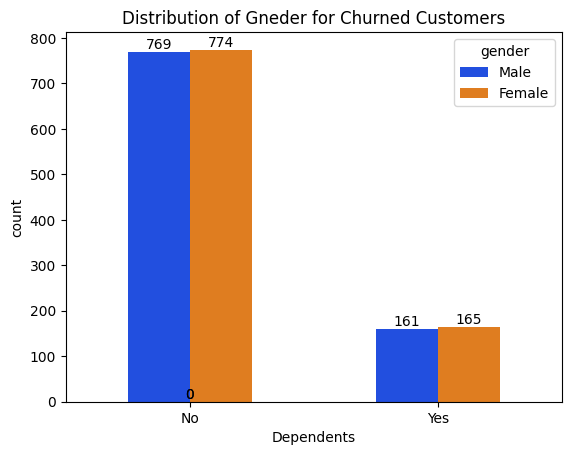 Distribution of Gneder for Churned Customers
800
700
600
500
400
300
200
100
0
count
769
774
0
161
165
gender
Male
Female
No
Yes
Dependents